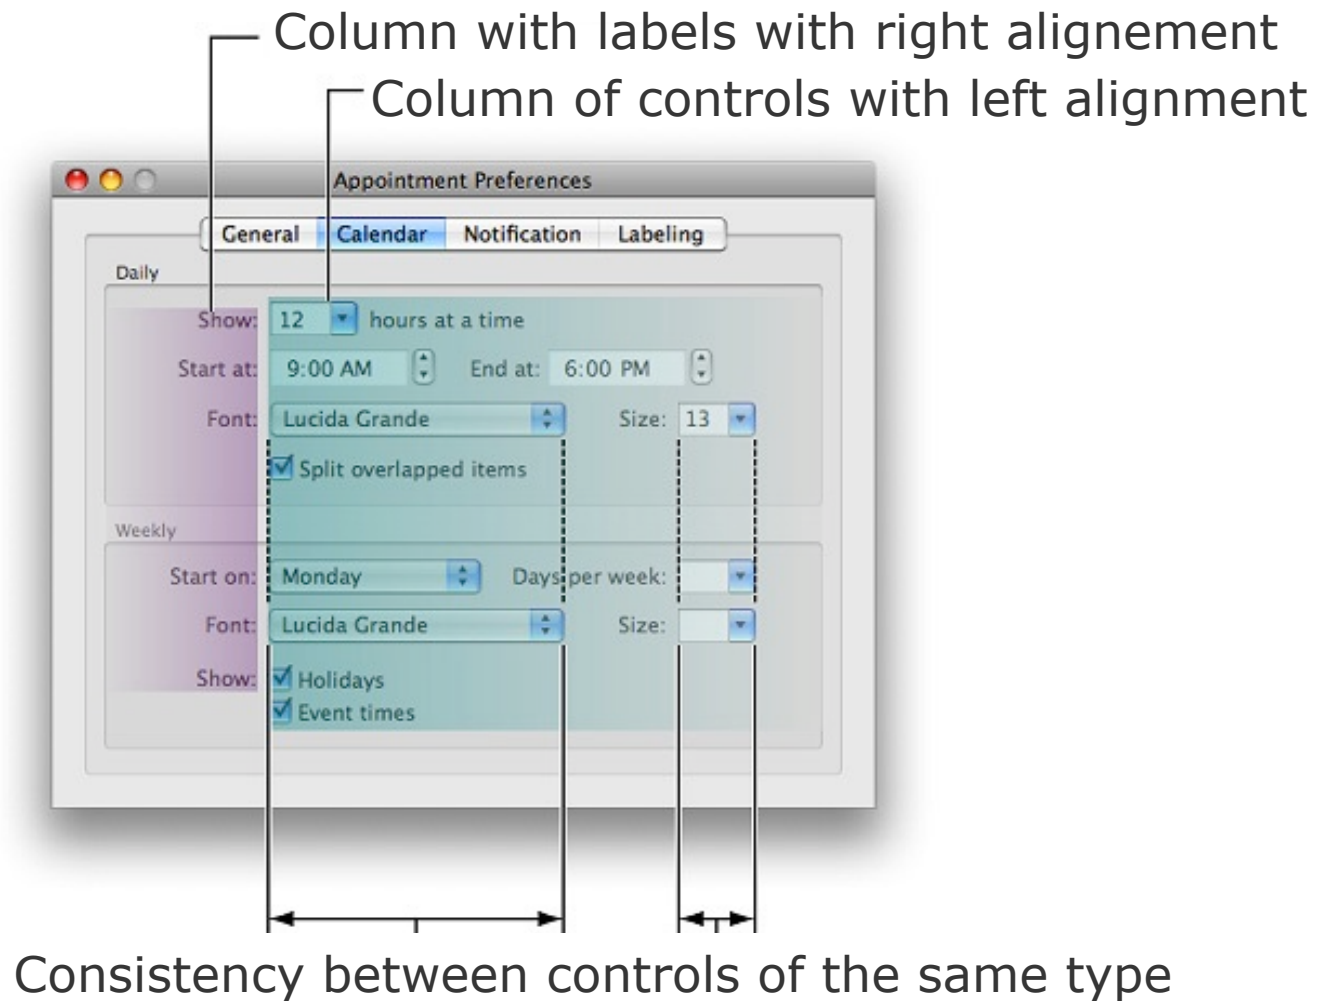 Column with labels with right alignement
Column of controls with left alignment
Appointment Preferences
General Calendar Notification Labeling
Daily
Show: 12 hours at a time
Start at: 9:00 AM End at: 6:00 PM
Font: Lucida Grande Size: 13
Split overlapped items
Weekly
Start on: Monday Days per week:
Font: Lucida Grande Size:
Show: Holidays
Event times
Consistency between controls of the same type